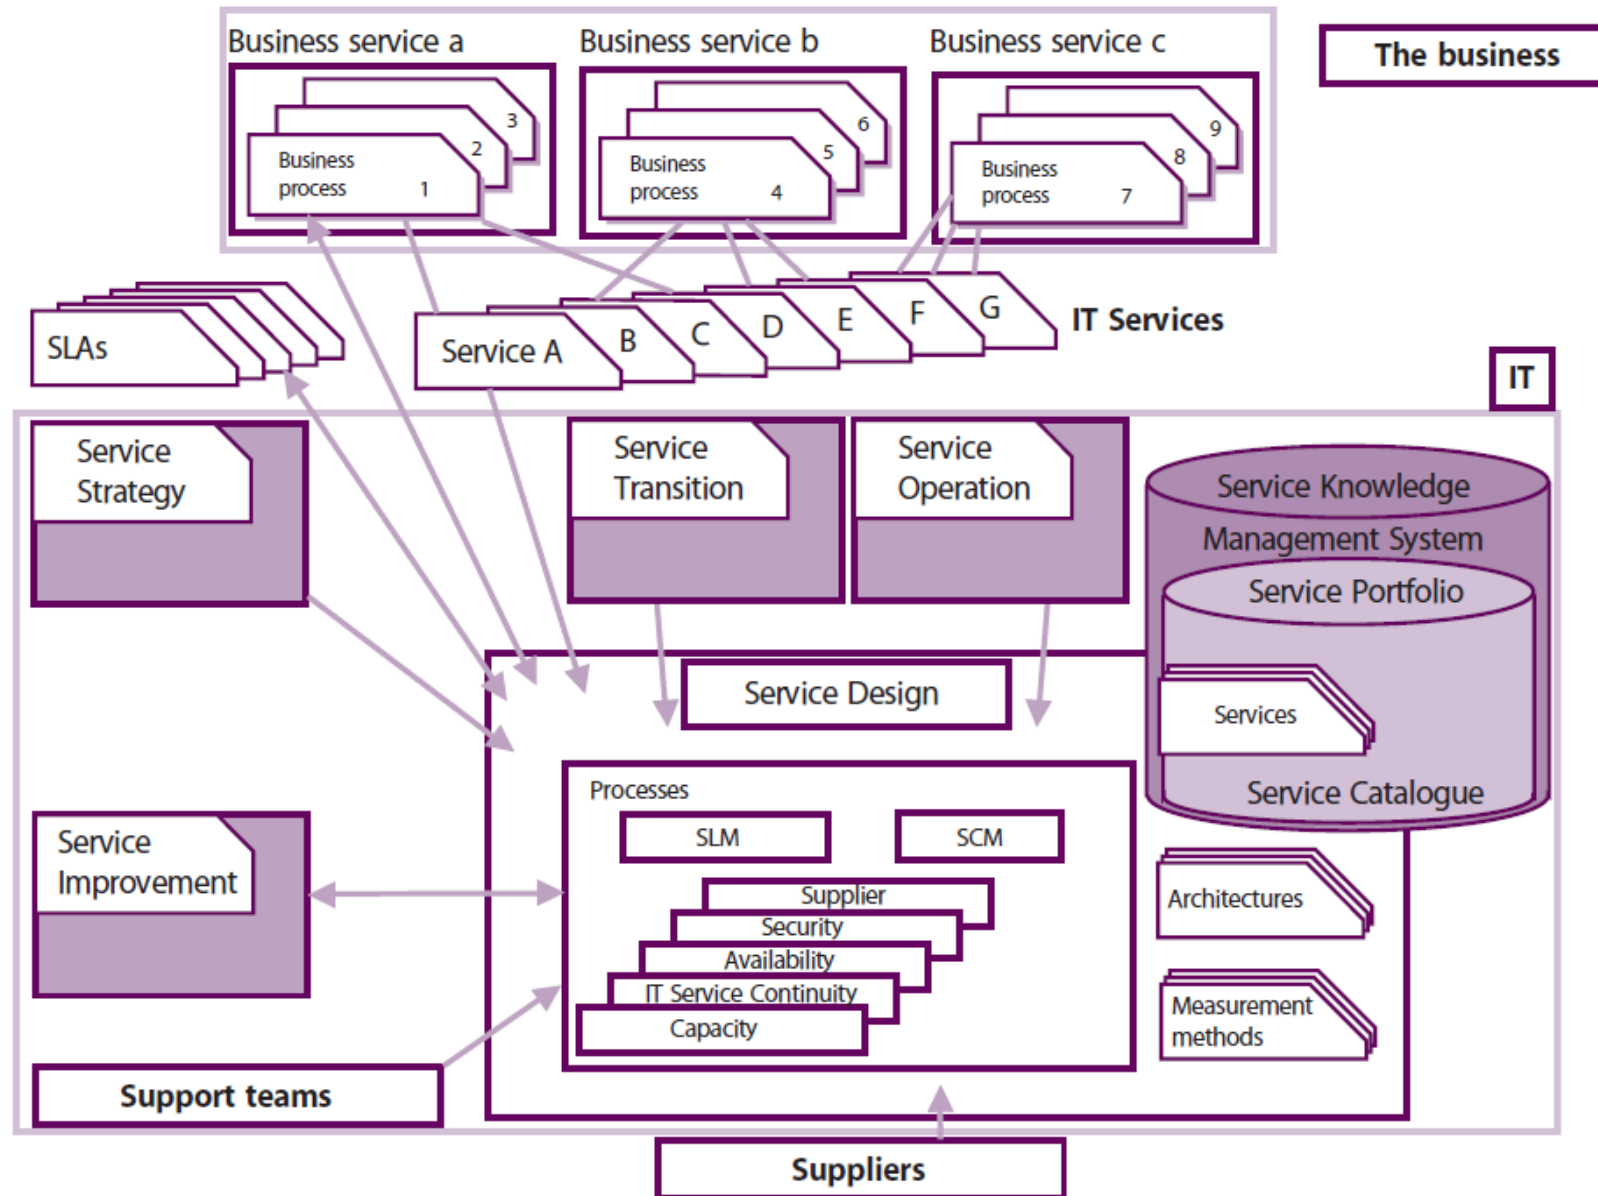 Business service a
Business service b
Business service c
The business
3
2
Business
process 1
6
5
Business
process 4
9
8
Business
process 7
SLAs
Service A
B
C
D
E
F
G
IT Services
IT
Service
Strategy
Service
Transition
Service
Operation
Service Knowledge
Management System
Service Portfolio
Services
Service Catalogue
Service Design
Processes
SLM
SCM
Supplier
Security
Availability
IT Service Continuity
Capacity
Service
Improvement
Architectures
Measurement
methods
Support teams
Suppliers